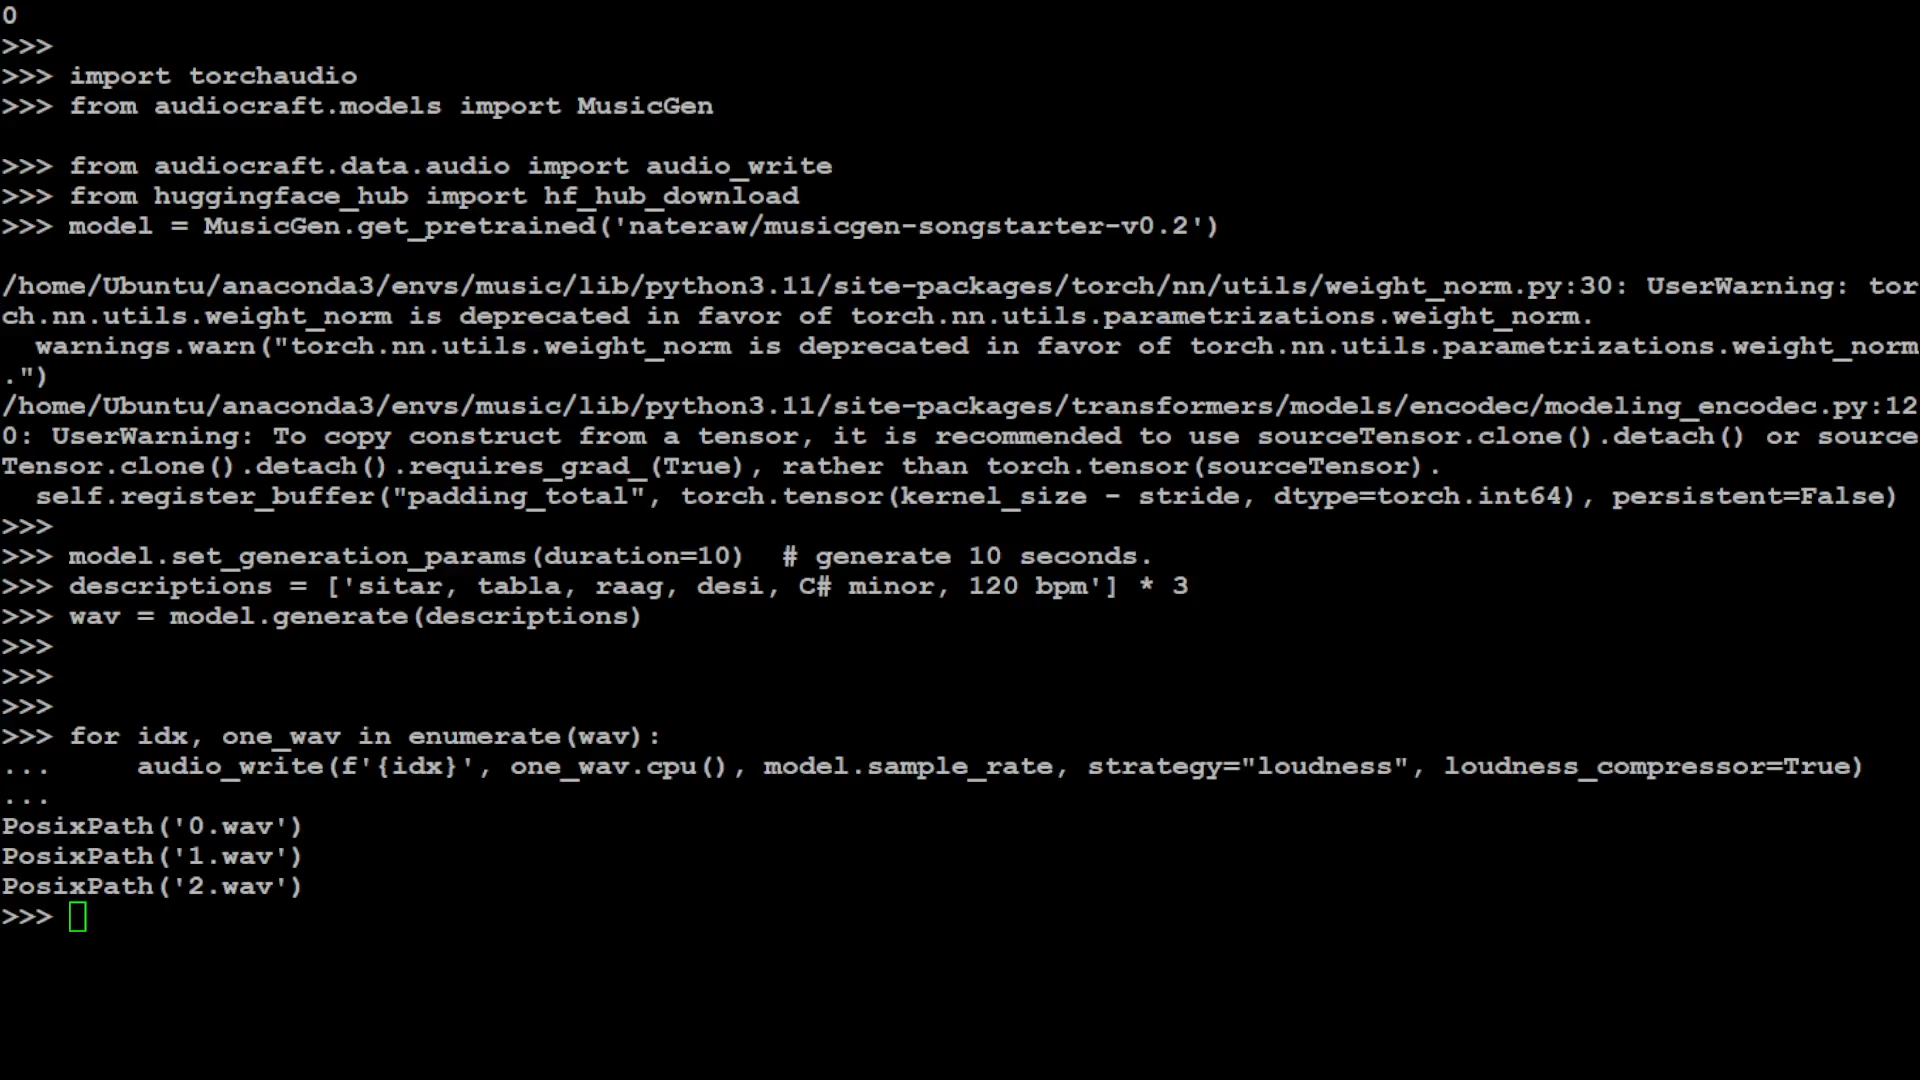 0
>>>
>>> import torchaudio
>>> from audiocraft.models import MusicGen
>>> from audiocraft.data.audio import audio_write
>>> from huggingface_hub import hf_hub_download
>>> model = MusicGen.get_pretrained('nateraw/musicgen-songstarter-v0.2')
/home/Ubuntu/anaconda3/envs/music/lib/python3.11/site-packages/torch/nn/utils/weight_norm.py:30: UserWarning: tor
ch.nn.utils.weight_norm is deprecated in favor of torch.nn.utils.parametrizations.weight_norm.
  warnings.warn("torch.nn.utils.weight_norm is deprecated in favor of torch.nn.utils.parametrizations.weight_norm
.")
/home/Ubuntu/anaconda3/envs/music/lib/python3.11/site-packages/transformers/models/encodec/modeling_encodec.py:12
0: UserWarning: To copy construct from a tensor, it is recommended to use sourceTensor.clone().detach() or source
Tensor.clone().detach().requires_grad_(True), rather than torch.tensor(sourceTensor).
  self.register_buffer("padding_total", torch.tensor(kernel_size - stride, dtype=torch.int64), persistent=False)
>>>
>>> model.set_generation_params(duration=10)  # generate 10 seconds.
>>> descriptions = ['sitar, tabla, raag, desi, C# minor, 120 bpm'] * 3
>>> wav = model.generate(descriptions)
>>>
>>>
>>>
>>> for idx, one_wav in enumerate(wav):
...     audio_write(f'{idx}', one_wav.cpu(), model.sample_rate, strategy="loudness", loudness_compressor=True)
...
PosixPath('0.wav')
PosixPath('1.wav')
PosixPath('2.wav')
>>>